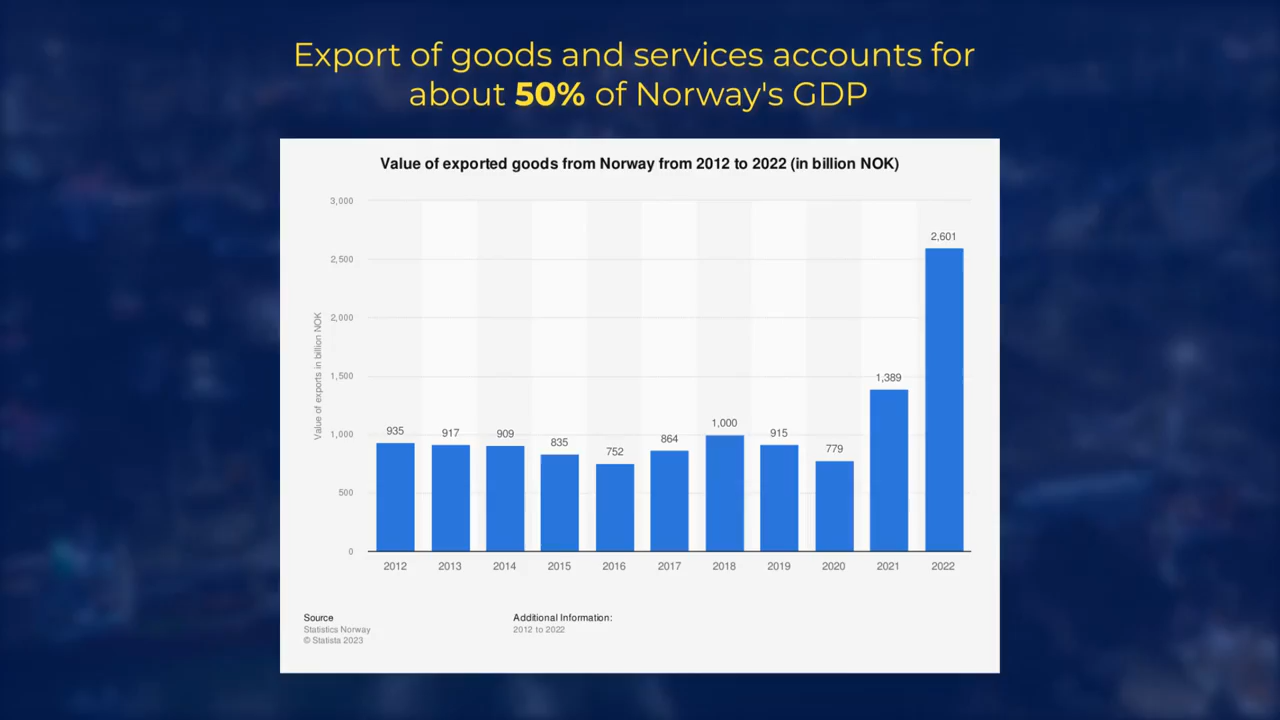 Export of goods and services accounts for
about 50% of Norway's GDP
Value of exported goods from Norway from 2012 to 2022 (in billion NOK)
Value of exports in billion NOK
3,000
2,500
2,000
1,500
1,000
500
0
935
917
909
835
752
864
1,000
915
779
1,389
2,601
2012 2013 2014 2015 2016 2017 2018 2019 2020 2021 2022
Source
Statistics Norway
© Statista 2023
Additional Information:
2012 to 2022